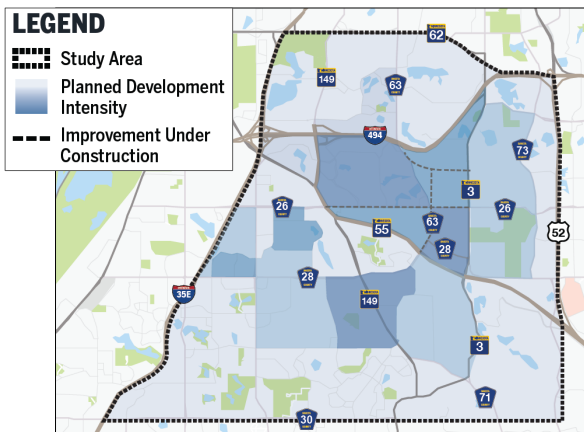 LEGEND
Study Area
Planned Development
Intensity
Improvement Under
Construction
62
149
63
494
73
3
26
26
63
55
28
52
28
35E
149
3
71
30